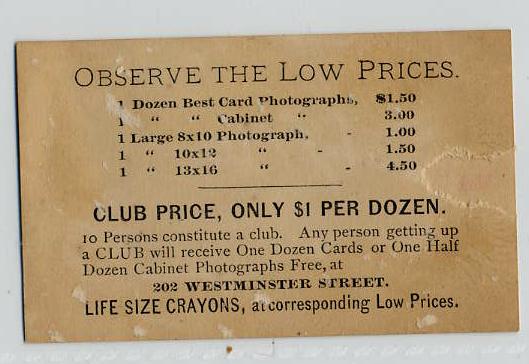 OBSERVE THE LOW PRICES.
1 Dozen Best Card Photographs, $1.50
1 “ “ Cabinet “ 3.00
1 Large 8x10 Photograph. - 1.00
1 “ 10x12 “ - 1.50
1 “ 13x16 “ - 4.50
CLUB PRICE, ONLY $1 PER DOZEN.
10 Persons constitute a club. Any person getting up
a CLUB will receive One Dozen Cards or One Half
Dozen Cabinet Photographs Free, at
202 WESTMINSTER STREET.
LIFE SIZE CRAYONS, at corresponding Low Prices.